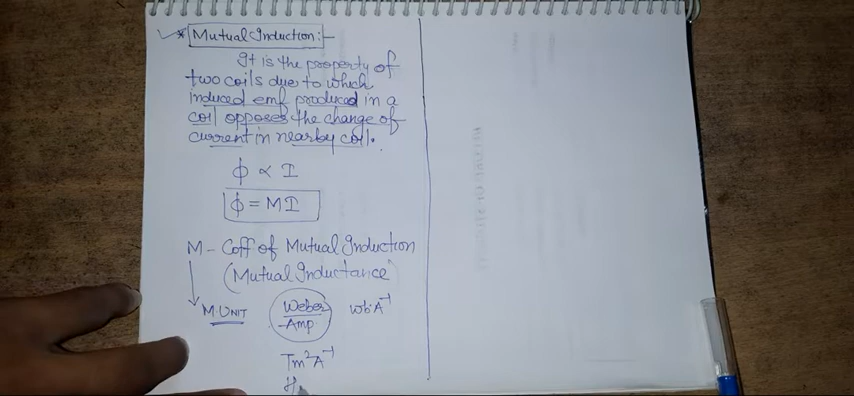 * Mutual Induction:-
It is the property of
two coils due to which
induced emf produced in a
coil opposes the change of
current in nearby coil.
ϕ ∝ I
ϕ = MI
M - Coff of Mutual Induction
(Mutual Inductance)
M. UNIT Weber/Amp Wb A⁻¹
Tm²A⁻¹
H